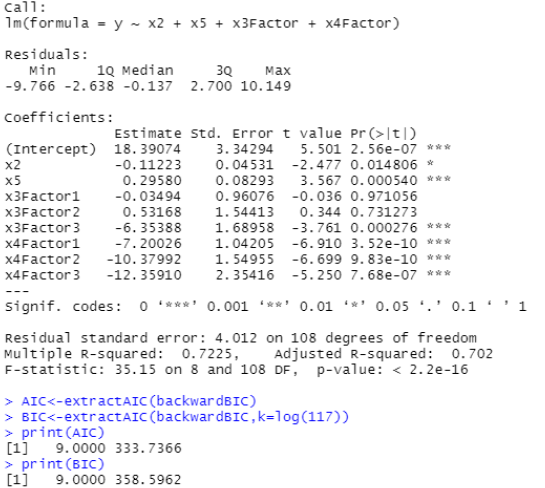 Call:
lm(formula = y ~ x2 + x5 + x3Factor + x4Factor)
Residuals:
Min 1Q Median 3Q Max
-9.766 -2.638 -0.137 2.700 10.149
Coefficients:
Estimate Std. Error t value Pr(>|t|)
(Intercept) 18.39074 3.34294 5.501 2.56e-07 ***
x2 -0.11223 0.04531 -2.477 0.014806 *
x5 0.29580 0.08293 3.567 0.000540 ***
x3Factor1 -0.03494 0.96076 -0.036 0.971056
x3Factor2 0.53168 1.54413 0.344 0.731273
x3Factor3 -6.35388 1.68958 -3.761 0.000276 ***
x4Factor1 -7.20026 1.04205 -6.910 3.52e-10 ***
x4Factor2 -10.37992 1.54955 -6.699 9.83e-10 ***
x4Factor3 -12.35910 2.35416 -5.250 7.68e-07 ***
---
Signif. codes: 0 ‘***’ 0.001 ‘**’ 0.01 ‘*’ 0.05 ‘.’ 0.1 ‘ ’ 1
Residual standard error: 4.012 on 108 degrees of freedom
Multiple R-squared: 0.7225, Adjusted R-squared: 0.702
F-statistic: 35.15 on 8 and 108 DF, p-value: < 2.2e-16
> AIC<-extractAIC(backwardBIC)
> BIC<-extractAIC(backwardBIC,k=log(117))
> print(AIC)
[1] 9.0000 333.7366
> print(BIC)
[1] 9.0000 358.5962